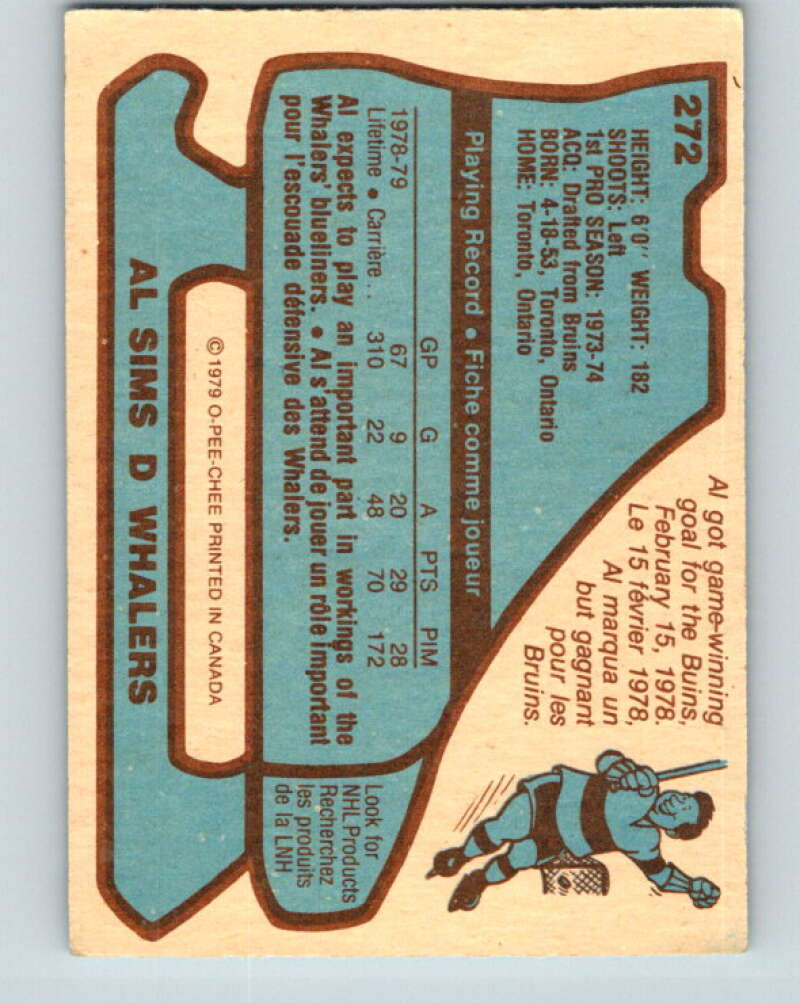 272
HEIGHT: 6'0" WEIGHT: 182
SHOOTS: Left
1st PRO SEASON: 1973-74
ACQ: Drafted from Bruins
BORN: 4-18-53, Toronto, Ontario
HOME: Toronto, Ontario
Al got game-winning
goal for the Buins,
February 15, 1978.
Le 15 février 1978,
Al marqua un
but gagnant
pour les
Bruins.
Playing Record • Fiche comme joueur
GP G A PTS PIM
1978-79 67 9 20 29 28
Lifetime • Carrière . . 310 22 48 70 172
Al expects to play an important part in workings of the
Whalers' blueliners. • Al s'attend de jouer un rôle important
pour l'escouade défensive des Whalers.
Look for
NHL Products
Recherchez
les produits
de la LNH
© 1979 O-PEE-CHEE PRINTED IN CANADA
AL SIMS D WHALERS